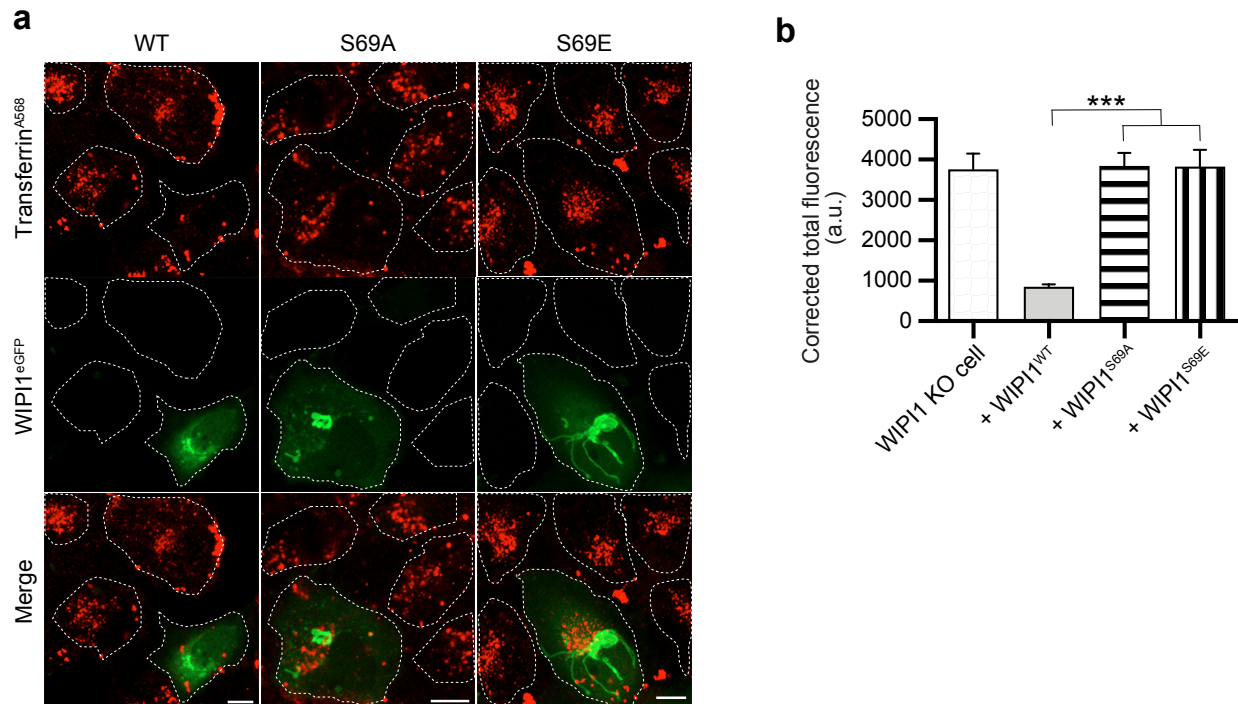 a
WT S69A S69E
Transferrin^A568
WIPI1^eGFP
Merge
b
***
Corrected total fluorescence
(a.u.)
5000
4000
3000
2000
1000
0
WIPI1 KO cell
+ WIPI1^WT
+ WIPI1^S69A
+ WIPI1^S69E